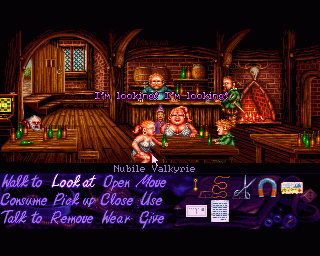 I'm looking! I'm looking!
Nubile Valkyrie
Walk to Look at Open Move
Consume Pick up Close Use
Talk to Remove Wear Give